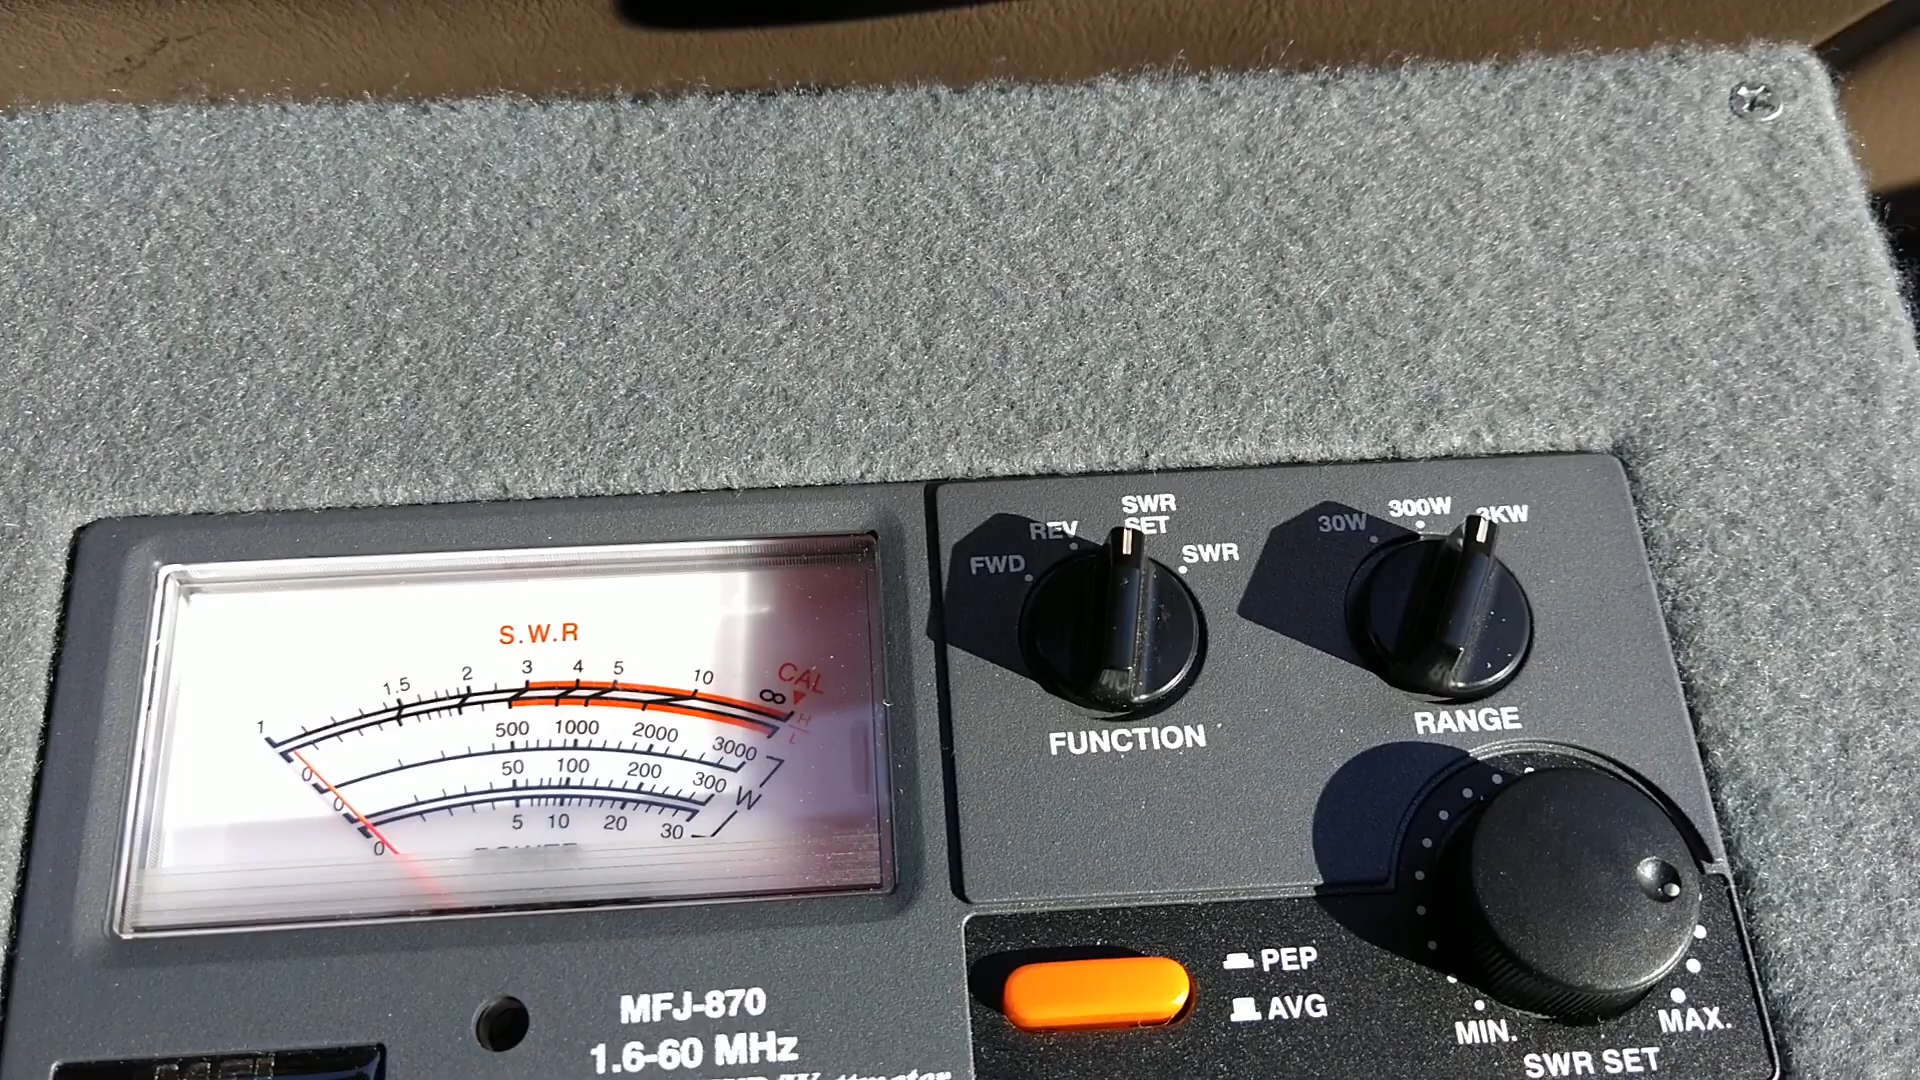 S.W.R
1 1.5 2 3 4 5 10 ∞ CAL
H
L
0 500 1000 2000 3000
0 50 100 200 300
W
0 5 10 20 30
POWER
FWD REV SWR SET SWR
FUNCTION
30W 300W 3KW
RANGE
PEP
AVG
MIN. MAX.
SWR SET
MFJ-870
1.6-60 MHz